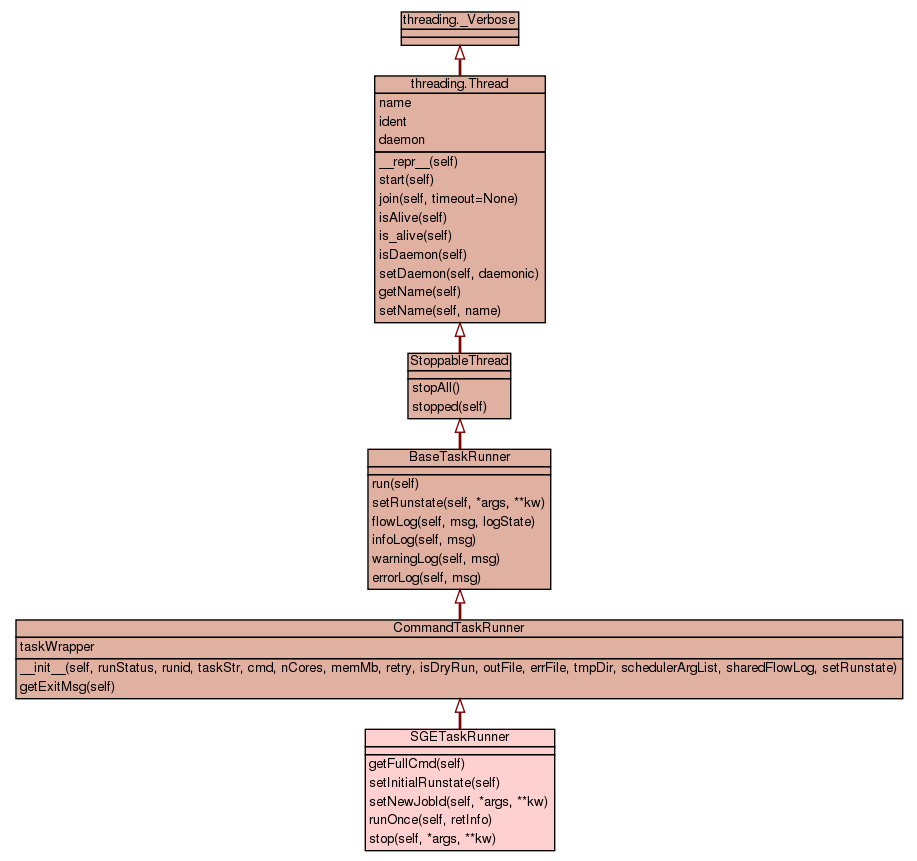 threading._Verbose
threading.Thread
name
ident
daemon
__repr__(self)
start(self)
join(self, timeout=None)
isAlive(self)
is_alive(self)
isDaemon(self)
setDaemon(self, daemonic)
getName(self)
setName(self, name)
StoppableThread
stopAll()
stopped(self)
BaseTaskRunner
run(self)
setRunstate(self, *args, **kw)
flowLog(self, msg, logState)
infoLog(self, msg)
warningLog(self, msg)
errorLog(self, msg)
CommandTaskRunner
taskWrapper
__init__(self, runStatus, runid, taskStr, cmd, nCores, memMb, retry, isDryRun, outFile, errFile, tmpDir, schedulerArgList, sharedFlowLog, setRunstate)
getExitMsg(self)
SGETaskRunner
getFullCmd(self)
setInitialRunstate(self)
setNewJobId(self, *args, **kw)
runOnce(self, retInfo)
stop(self, *args, **kw)